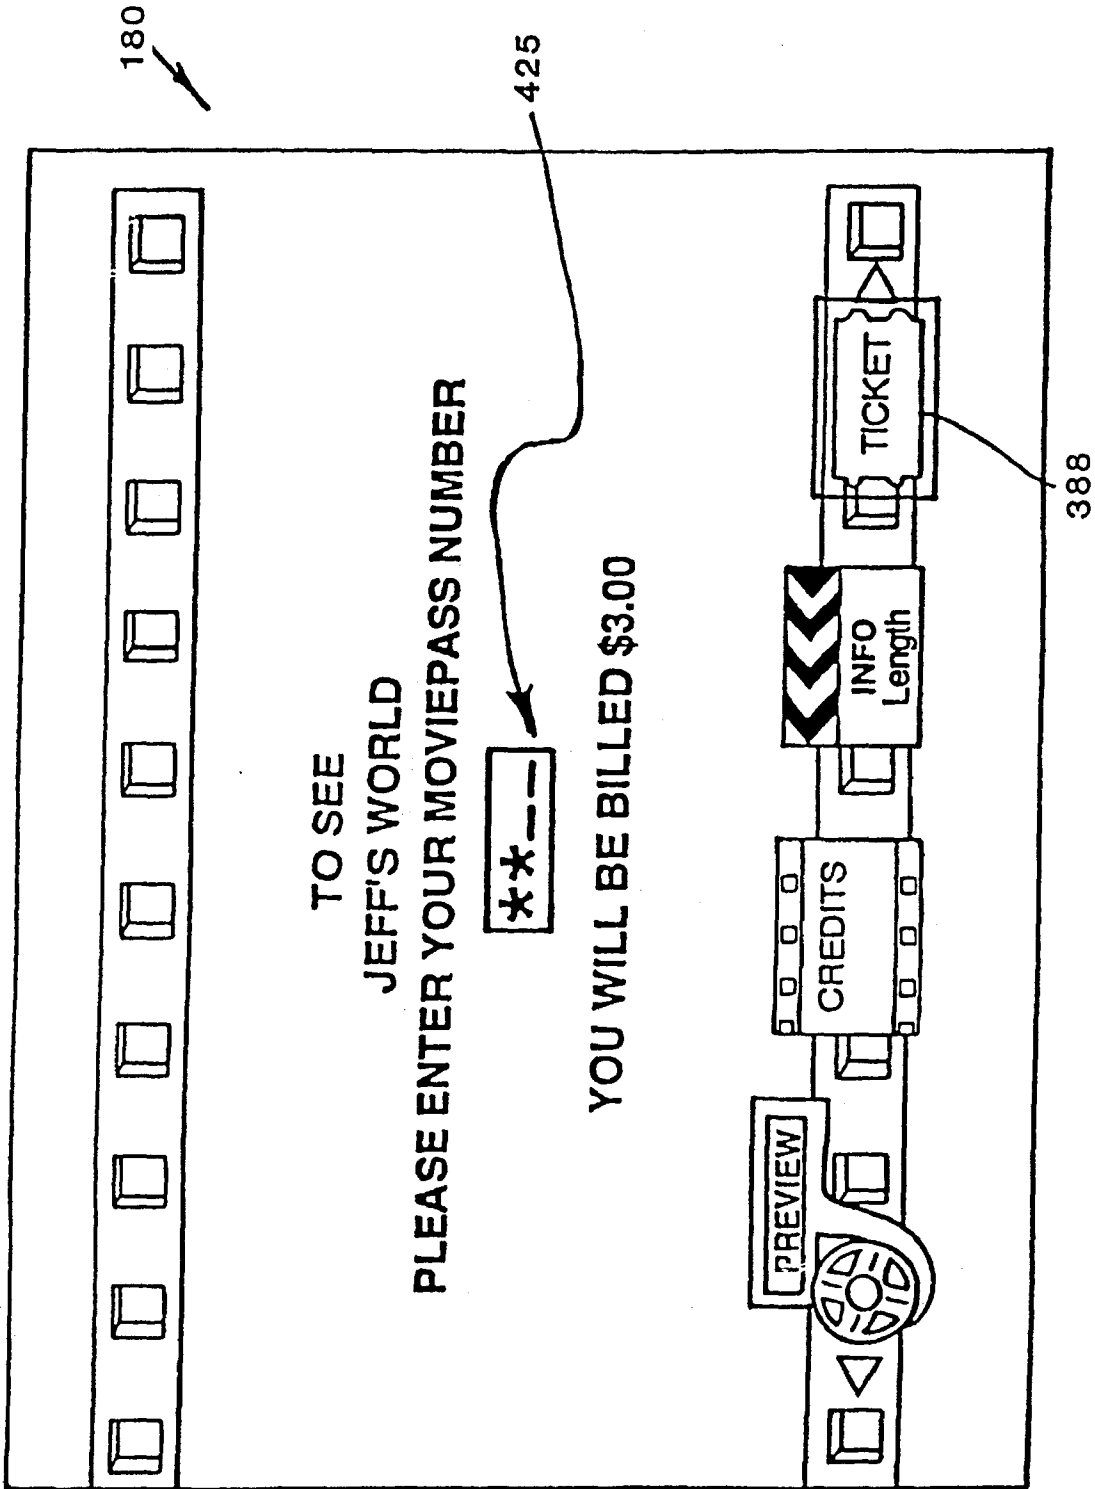 180
425
TO SEE
JEFF'S WORLD
PLEASE ENTER YOUR MOVIEPASS NUMBER
**__
YOU WILL BE BILLED $3.00
PREVIEW
CREDITS
INFO
Length
TICKET
388